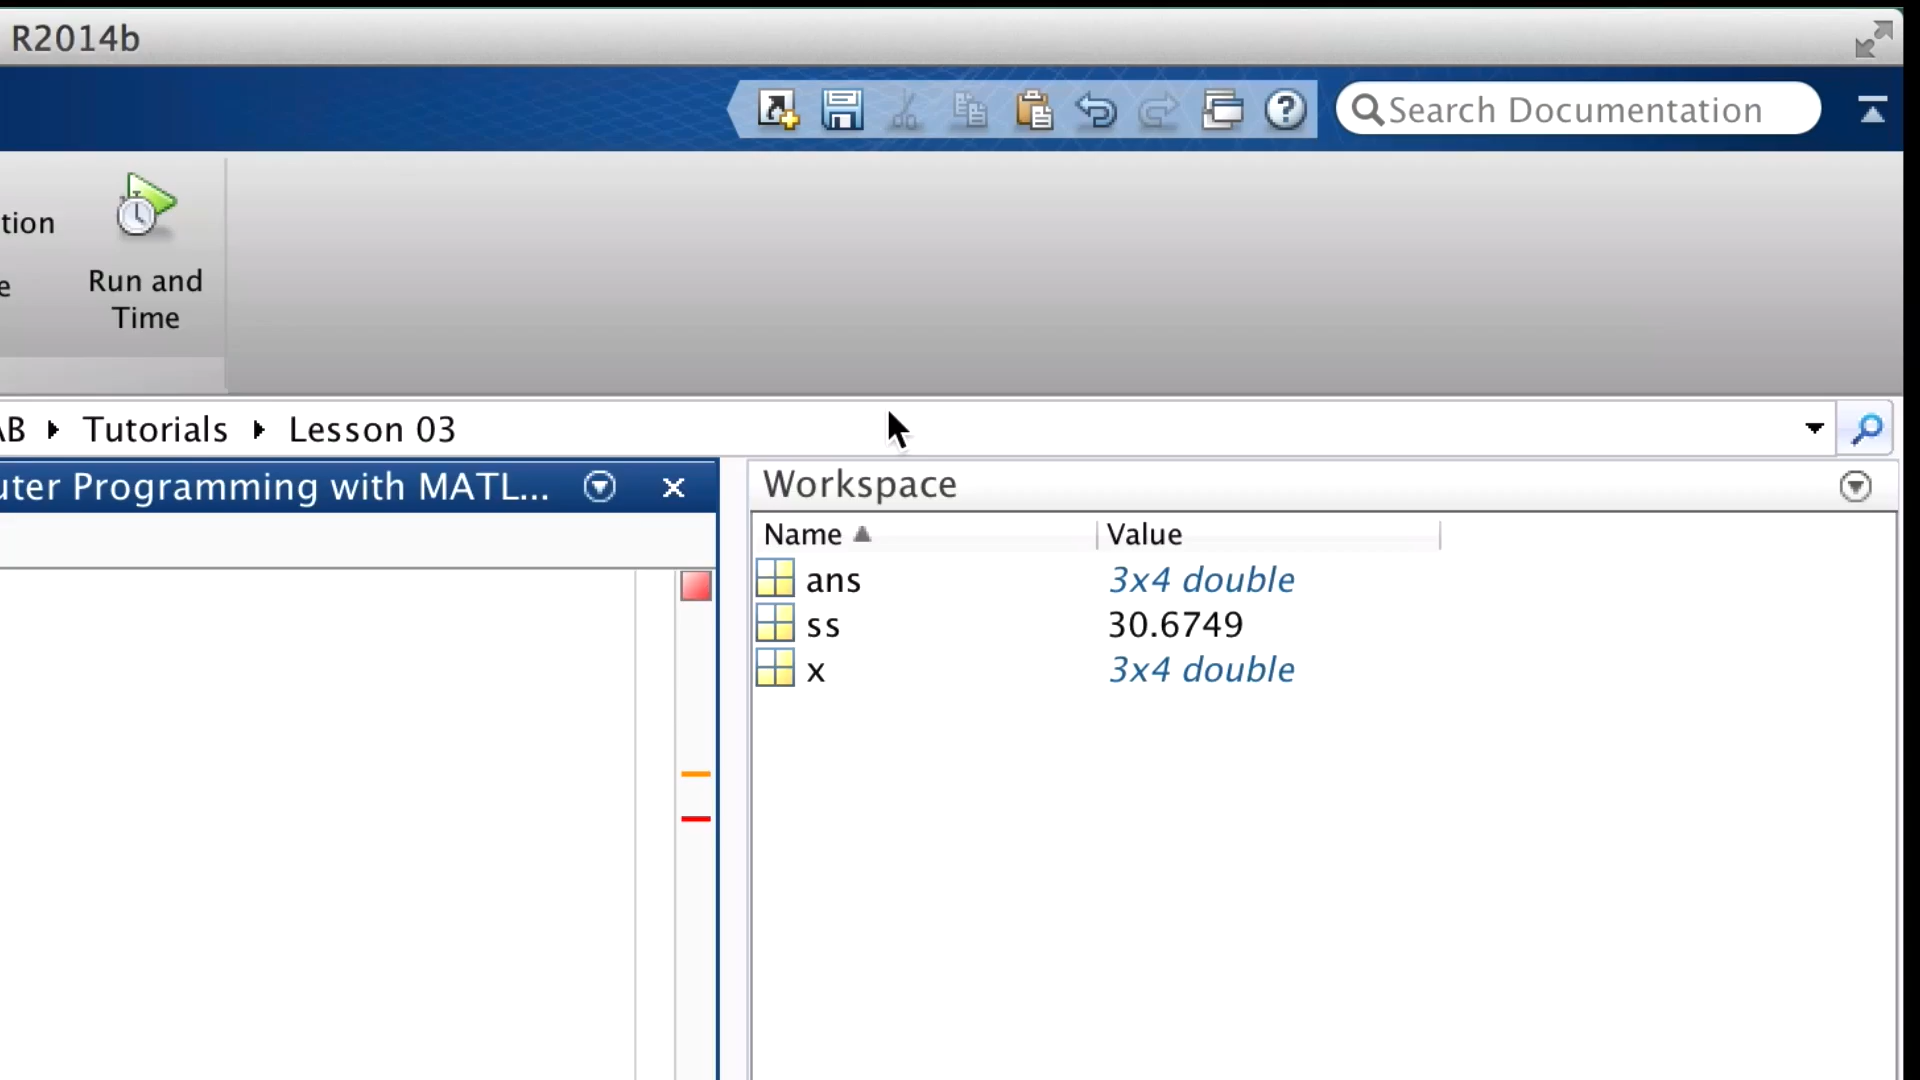 R2014b
Search Documentation
tion
e
Run and
Time
AB Tutorials Lesson 03
uter Programming with MATL...
Workspace
Name Value
ans 3x4 double
ss 30.6749
x 3x4 double